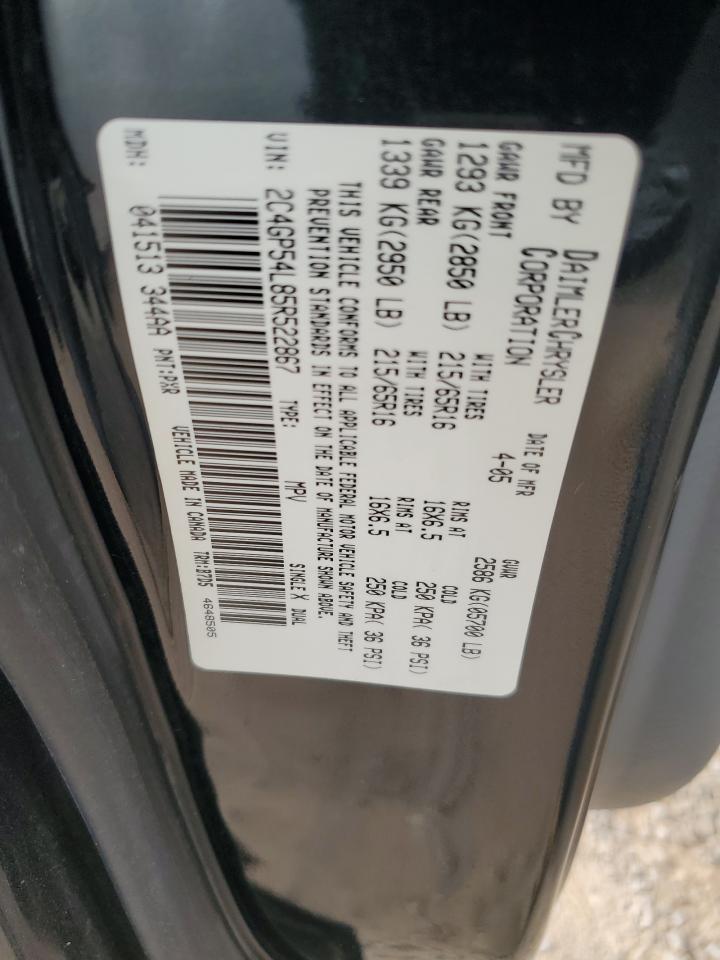 MFD BY DAIMLERCHRYSLER CORPORATION
DATE OF MFR 4-05
GVWR 2586 KG(05700 LB)
GAWR FRONT
1293 KG(2850 LB) WITH TIRES 215/65R16 RIMS AT 16X6.5 COLD 250 KPA( 36 PSI)
GAWR REAR
1339 KG(2950 LB) WITH TIRES 215/65R16 RIMS AT 16X6.5 COLD 250 KPA( 36 PSI)
THIS VEHICLE CONFORMS TO ALL APPLICABLE FEDERAL MOTOR VEHICLE SAFETY AND THEFT
PREVENTION STANDARDS IN EFFECT ON THE DATE OF MANUFACTURE SHOWN ABOVE.
VIN: 2C4GP54L85R522867 TYPE: MPV SINGLE X DUAL
MDH: 041513 344AA PNT:PXR VEHICLE MADE IN CANADA TRM:B7D5 4648505